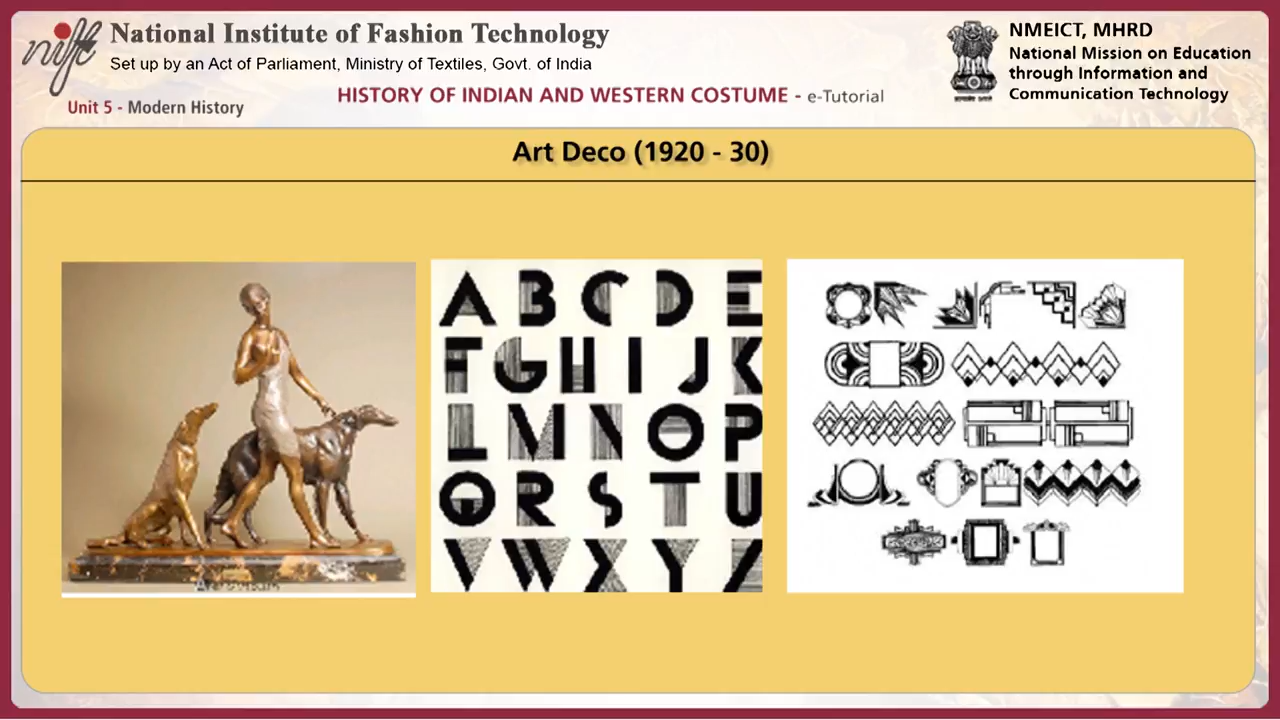 nift
National Institute of Fashion Technology
Set up by an Act of Parliament, Ministry of Textiles, Govt. of India
Unit 5 - Modern History
HISTORY OF INDIAN AND WESTERN COSTUME - e-Tutorial
NMEICT, MHRD
National Mission on Education
through Information and
Communication Technology
Art Deco (1920 - 30)
A B C D E
F G H I J K
L M N O P
Q R S T U
V W X Y Z